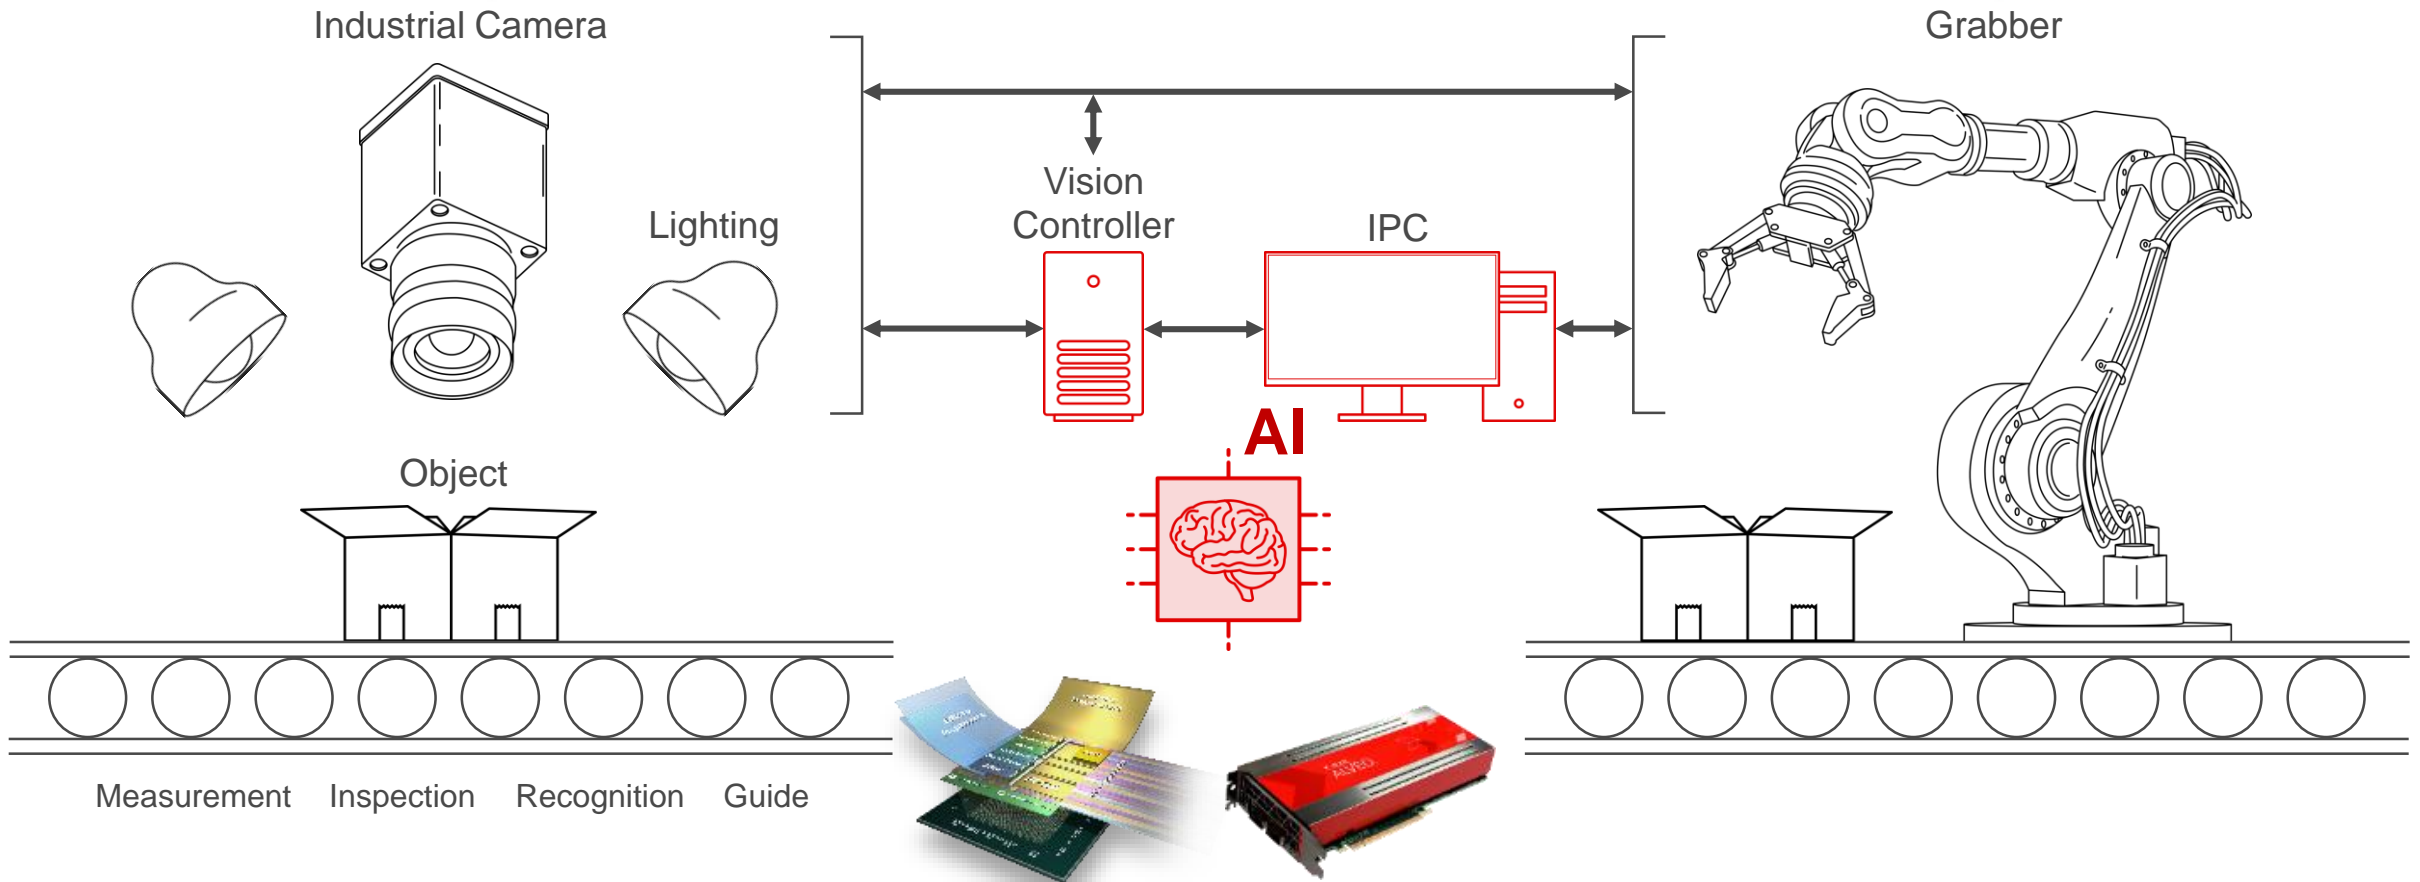 Industrial Camera
Grabber
Vision
Controller
Lighting
IPC
AI
Object
ALVEO
Measurement Inspection Recognition Guide